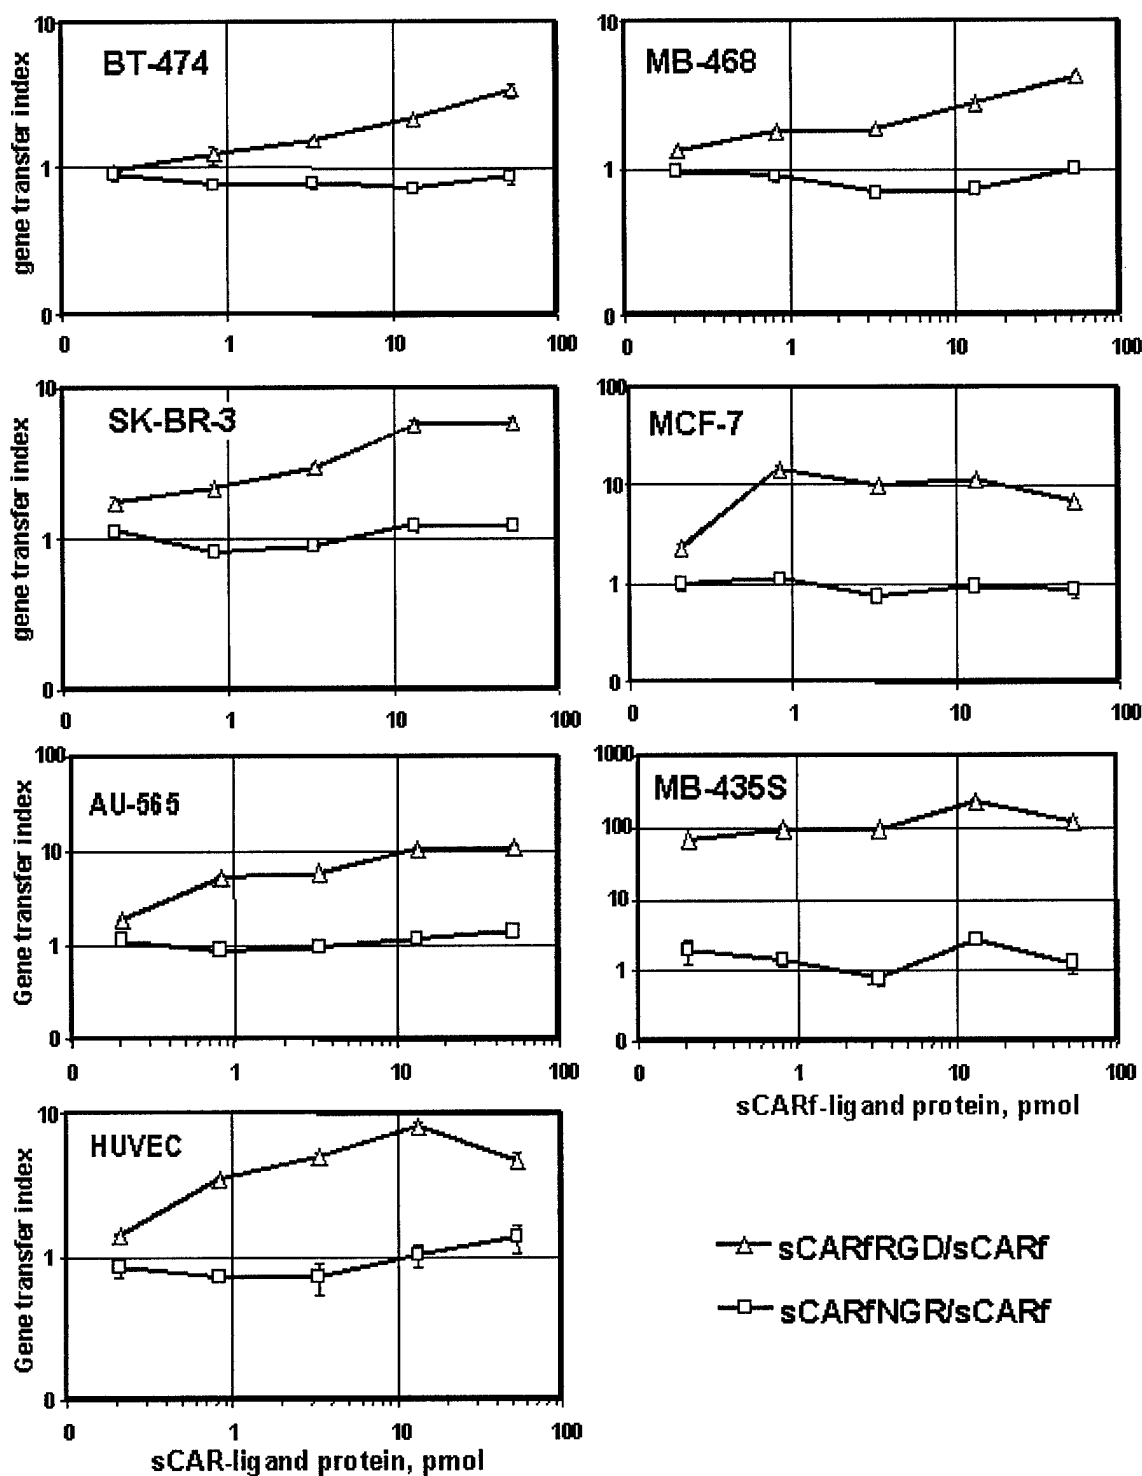 BT-474
gene transfer index
10
1
0
0 1 10 100
MB-468
10
1
0
0 1 10 100
SK-BR-3
gene transfer index
10
1
0
0 1 10 100
MCF-7
100
10
1
0
0 1 10 100
AU-565
Gene transfer index
100
10
1
0
0 1 10 100
MB-435S
1000
100
10
1
0
0 1 10 100
sCARf-ligand protein, pmol
HUVEC
Gene transfer index
10
1
0
0 1 10 100
sCAR-ligand protein, pmol
sCARfRGD/sCARf
sCARfNGR/sCARf